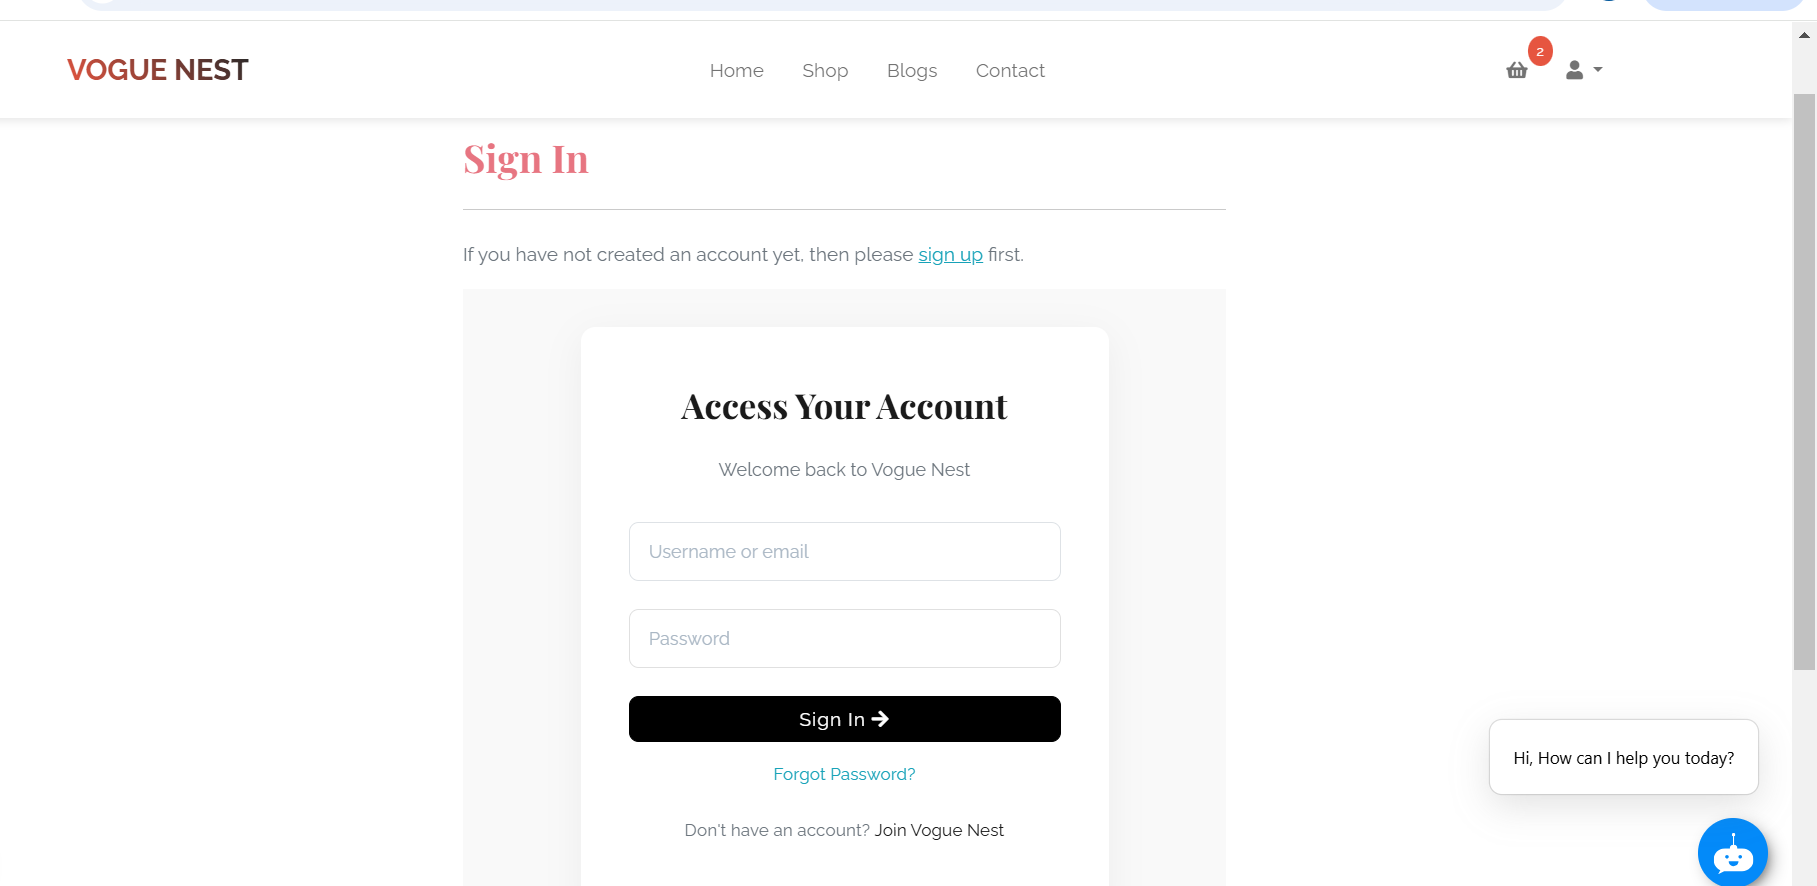 VOGUE NEST
Home
Shop
Blogs
Contact
2
Sign In
If you have not created an account yet, then please sign up first.
Access Your Account
Welcome back to Vogue Nest
Username or email
Password
Sign In
Forgot Password?
Don't have an account? Join Vogue Nest
Hi, How can I help you today?